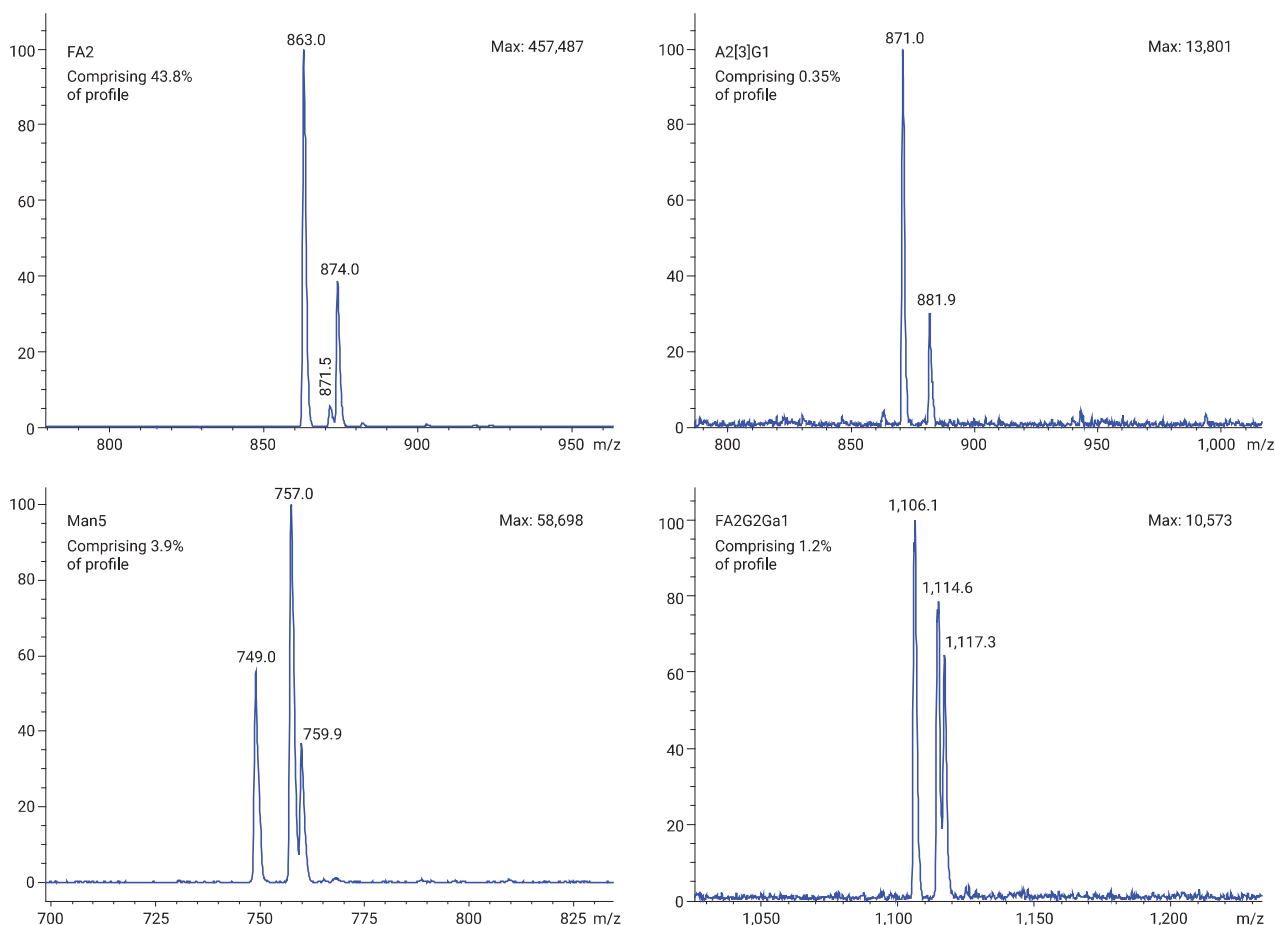 FA2
Comprising 43.8%
of profile
Max: 457,487
863.0
871.5
874.0
100
80
60
40
20
0
800
850
900
950
m/z
A2[3]G1
Comprising 0.35%
of profile
Max: 13,801
871.0
881.9
100
80
60
40
20
0
800
850
900
950
1,000
m/z
Man5
Comprising 3.9%
of profile
Max: 58,698
757.0
749.0
759.9
100
80
60
40
20
0
700
725
750
775
800
825
m/z
FA2G2Ga1
Comprising 1.2%
of profile
Max: 10,573
1,106.1
1,114.6
1,117.3
100
80
60
40
20
0
1,050
1,100
1,150
1,200
m/z